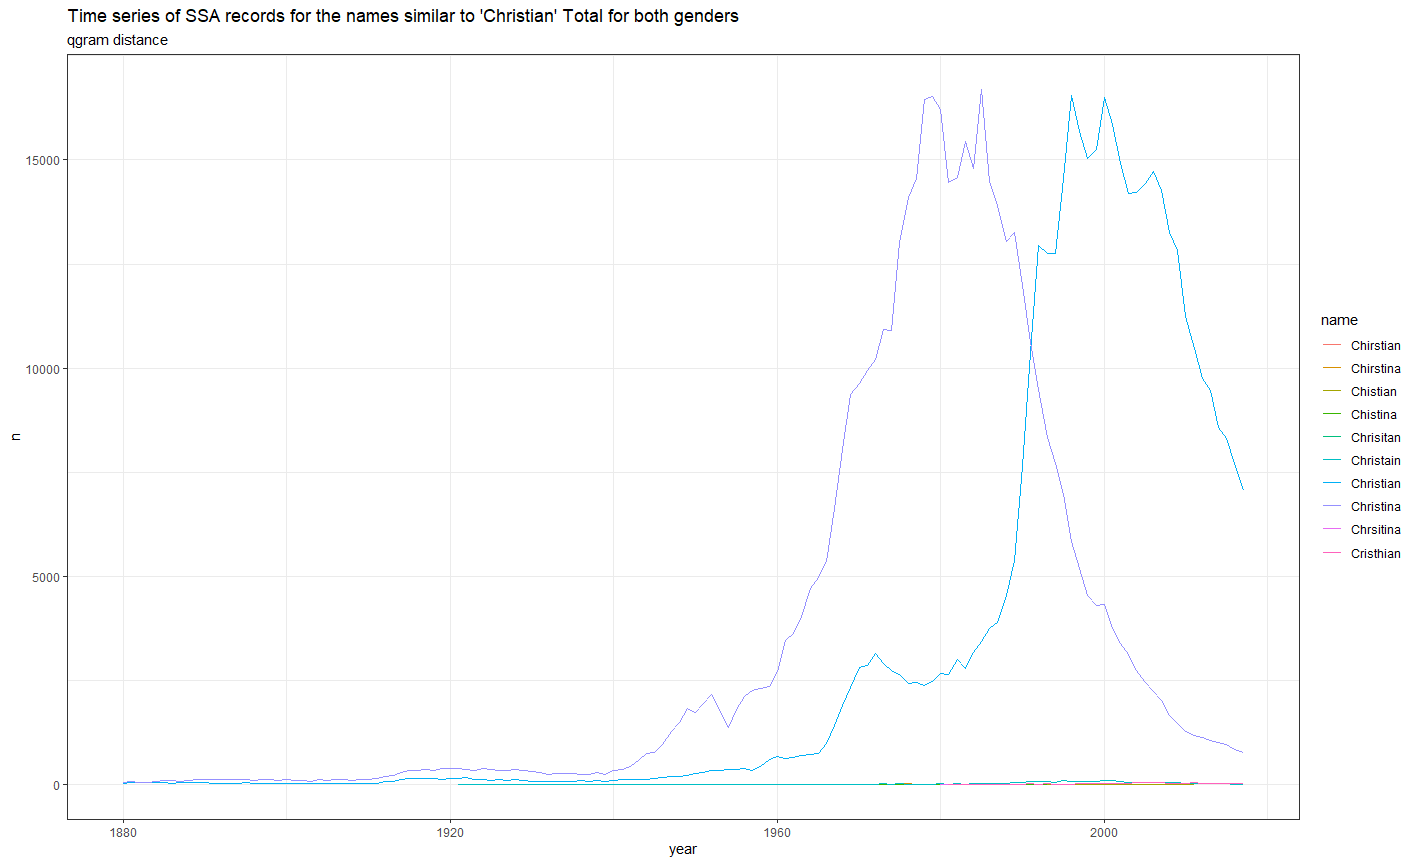 Time series of SSA records for the names similar to 'Christian' Total for both genders
qgram distance
15000
10000
5000
0
n
1880
1920
1960
2000
year
name
Chirstian
Chirstina
Chistian
Chistina
Chrisitan
Christain
Christian
Christina
Chrsitina
Cristhian